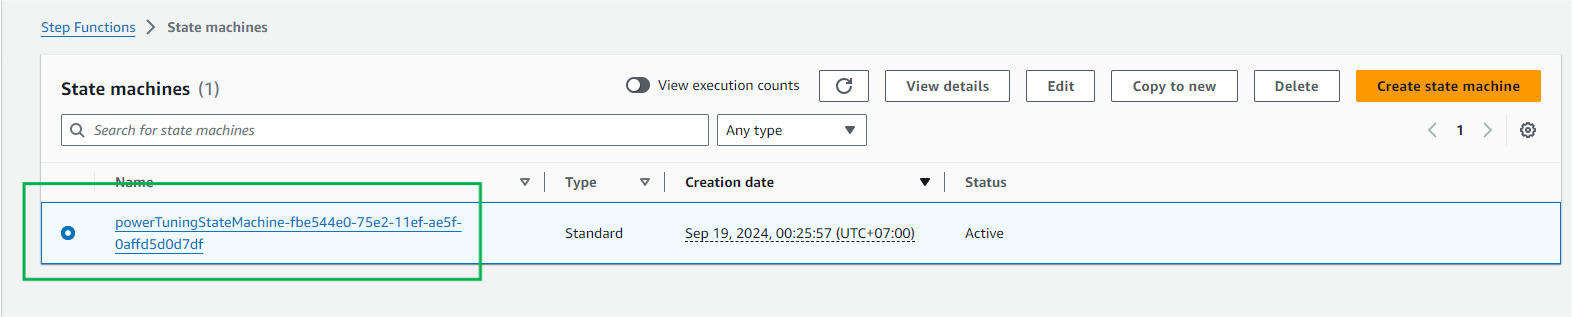 Step Functions > State machines
State machines (1)
View execution counts
View details
Edit
Copy to new
Delete
Create state machine
Search for state machines
Any type
1
Name
Type
Creation date
Status
powerTuningStateMachine-fbe544e0-75e2-11ef-ae5f-
0affd5d0d7df
Standard
Sep 19, 2024, 00:25:57 (UTC+07:00)
Active